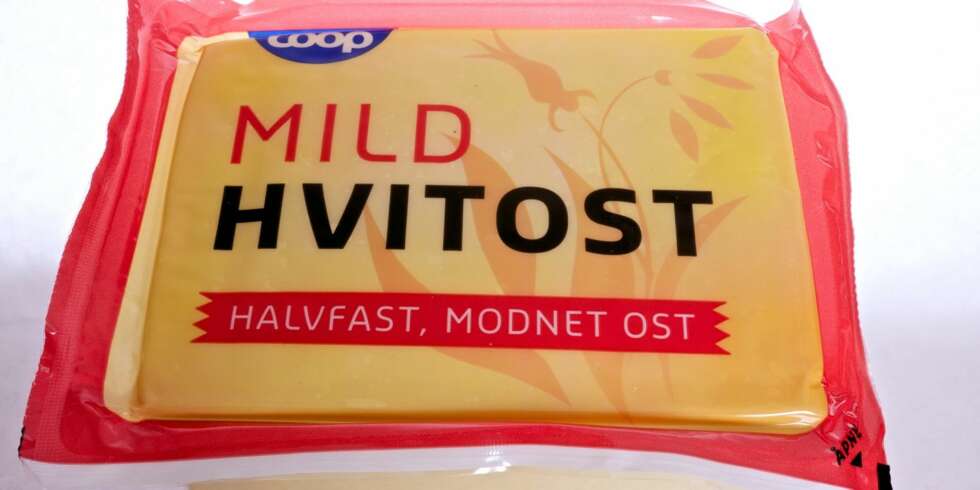 coop
MILD
HVITOST
HALVFAST, MODNET OST
ÅPNE